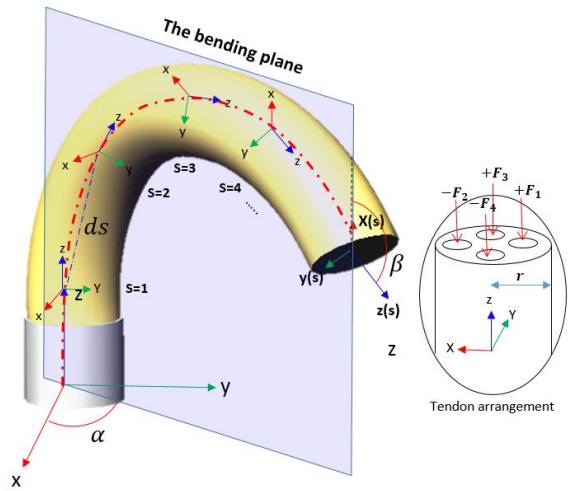 The bending plane
x
z
y
x
z
y
x
z
y
x
z
y
S=1
S=2
S=3
S=4
.....
ds
Z
Y
x
z
X(s)
y(s)
z(s)
β
Z
y
X
α
+F₃
−F₂
−F₄
+F₁
r
z
Y
X
Tendon arrangement